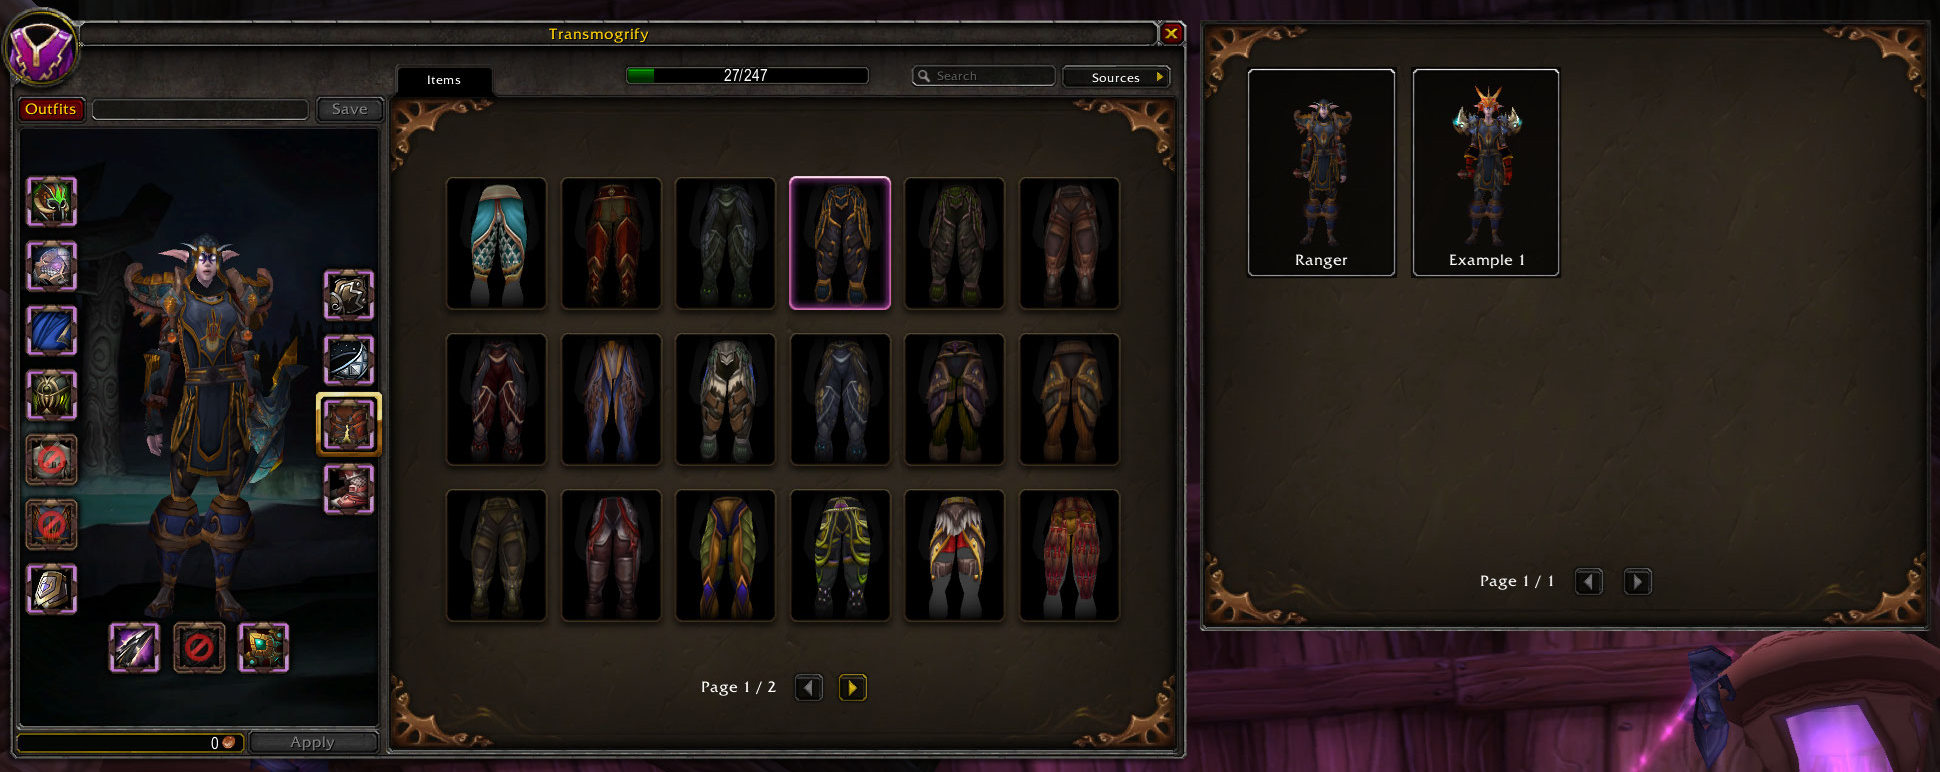 Transmogrify
Items
27/247
Search
Sources
Outfits
Save
Ranger
Example 1
Page 1 / 1
Page 1 / 2
0
Apply